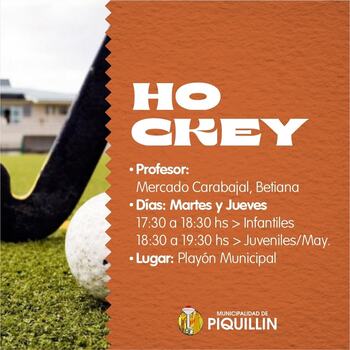 HO
CKEY
• Profesor:
Mercado Carabajal, Betiana
• Días: Martes y Jueves
17:30 a 18:30 hs > Infantiles
18:30 a 19:30 hs > Juveniles/May.
• Lugar: Playón Municipal
MUNICIPALIDAD DE
PIQUILLIN